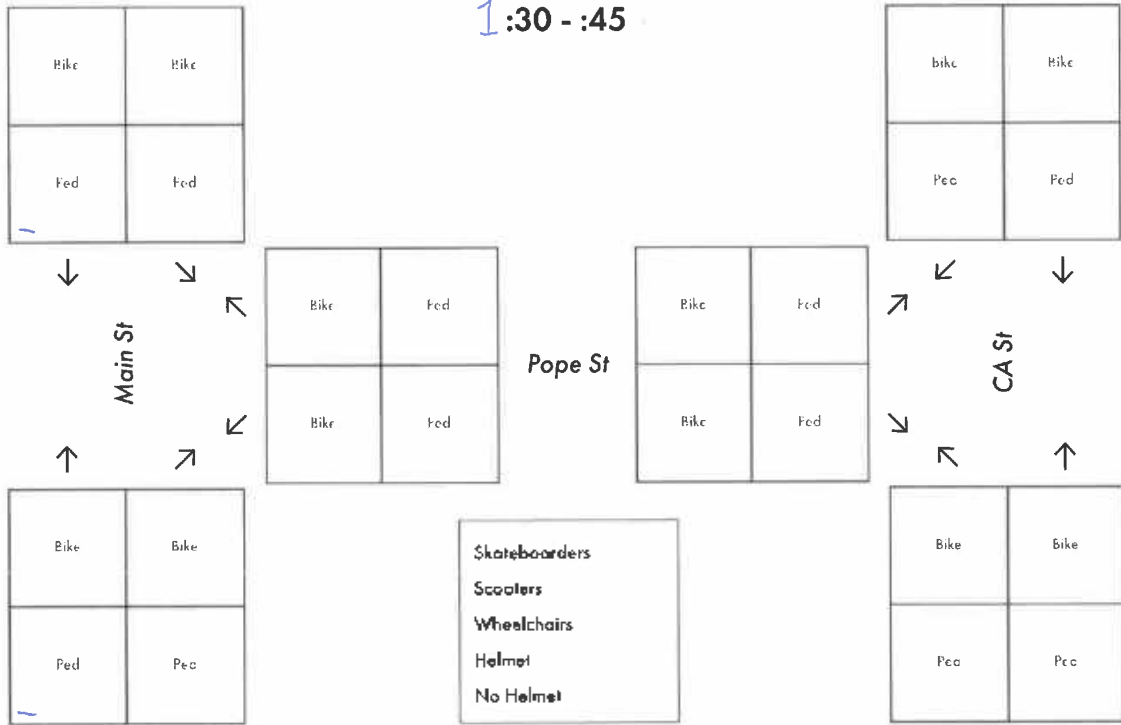 1 :30 - :45
Bike Bike
Ped Ped
bike Bike
Ped Ped
Main St
Bike Ped
Bike Ped
Pope St
Bike Ped
Bike Ped
CA St
Bike Bike
Ped Ped
Skateboarders
Scooters
Wheelchairs
Helmet
No Helmet
Bike Bike
Ped Ped